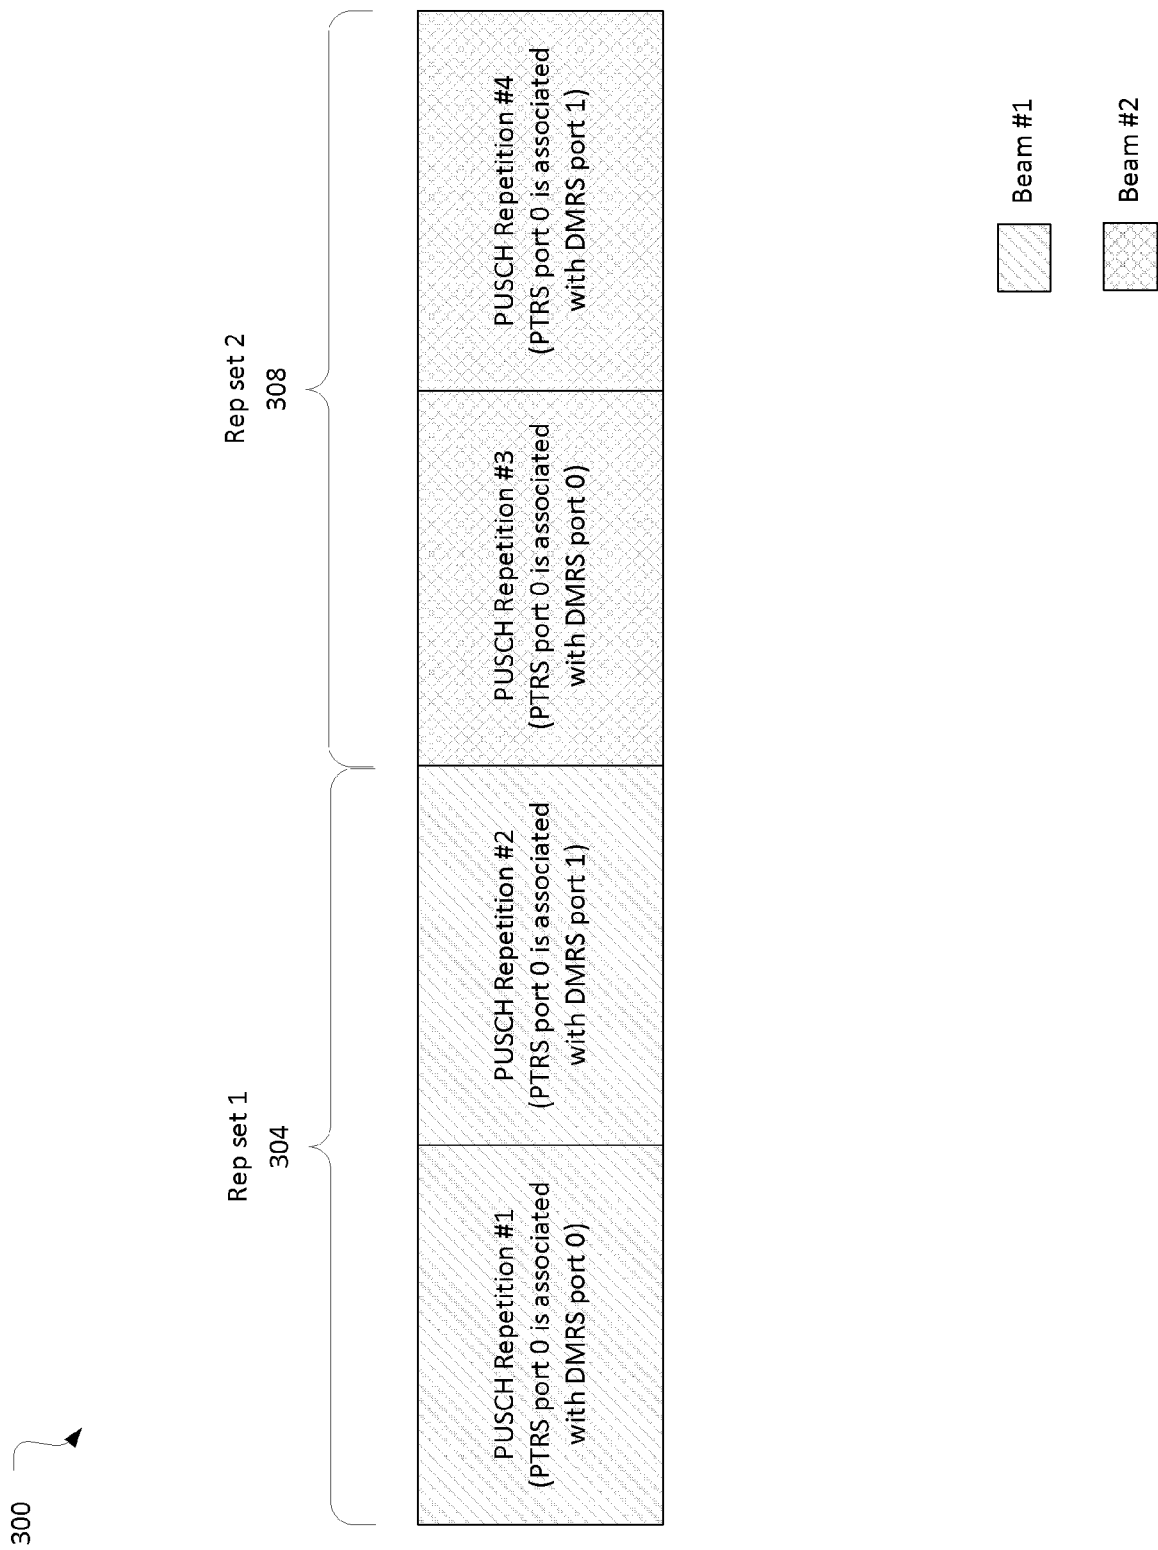 300
Rep set 1
304
Rep set 2
308
PUSCH Repetition #1
(PTRS port 0 is associated
with DMRS port 0)
PUSCH Repetition #2
(PTRS port 0 is associated
with DMRS port 1)
PUSCH Repetition #3
(PTRS port 0 is associated
with DMRS port 0)
PUSCH Repetition #4
(PTRS port 0 is associated
with DMRS port 1)
Beam #1
Beam #2